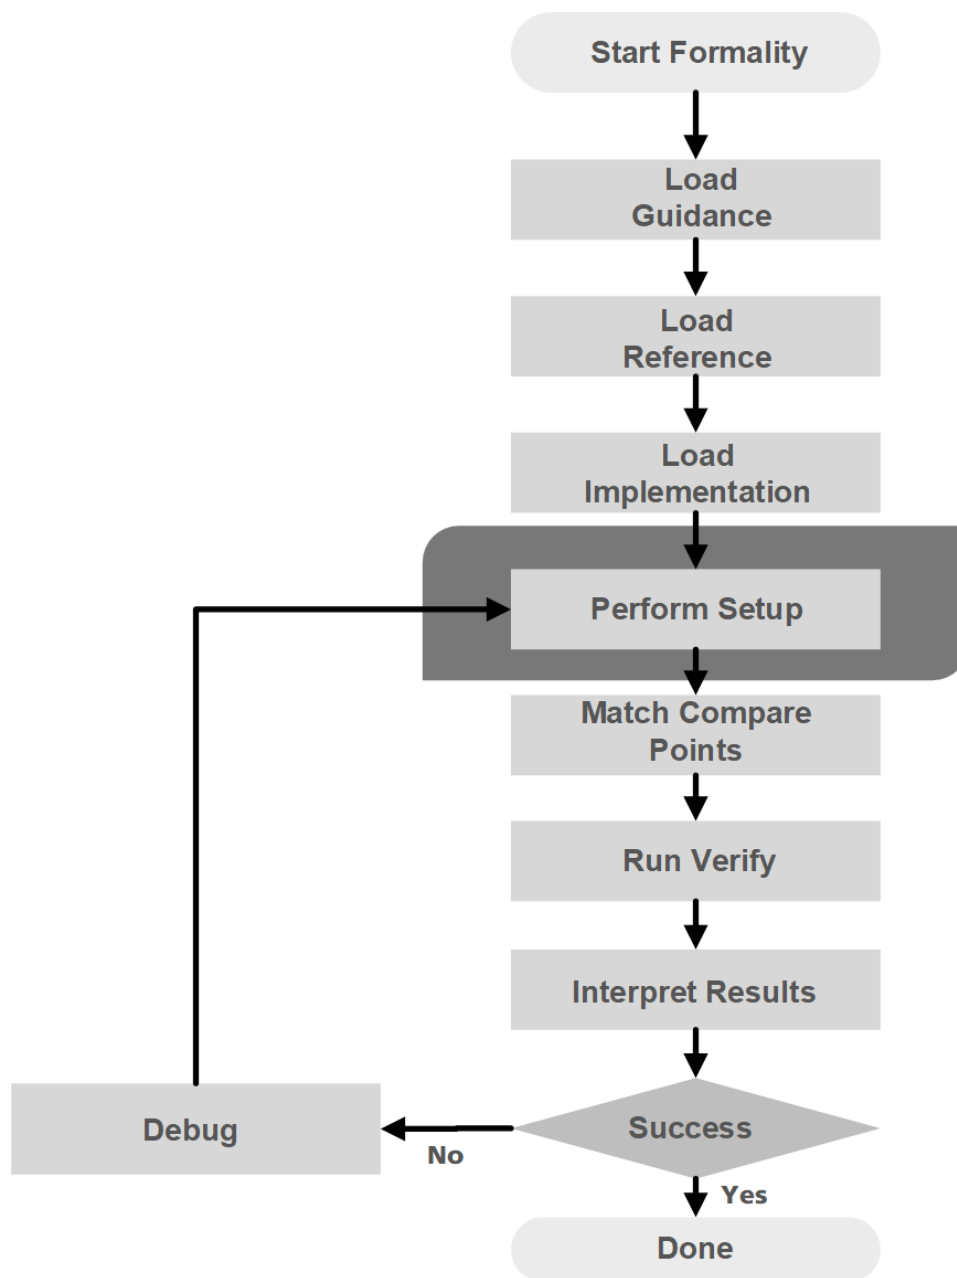 Start Formality
Load
Guidance
Load
Reference
Load
Implementation
Perform Setup
Match Compare
Points
Run Verify
Interpret Results
Success
Debug
No
Yes
Done